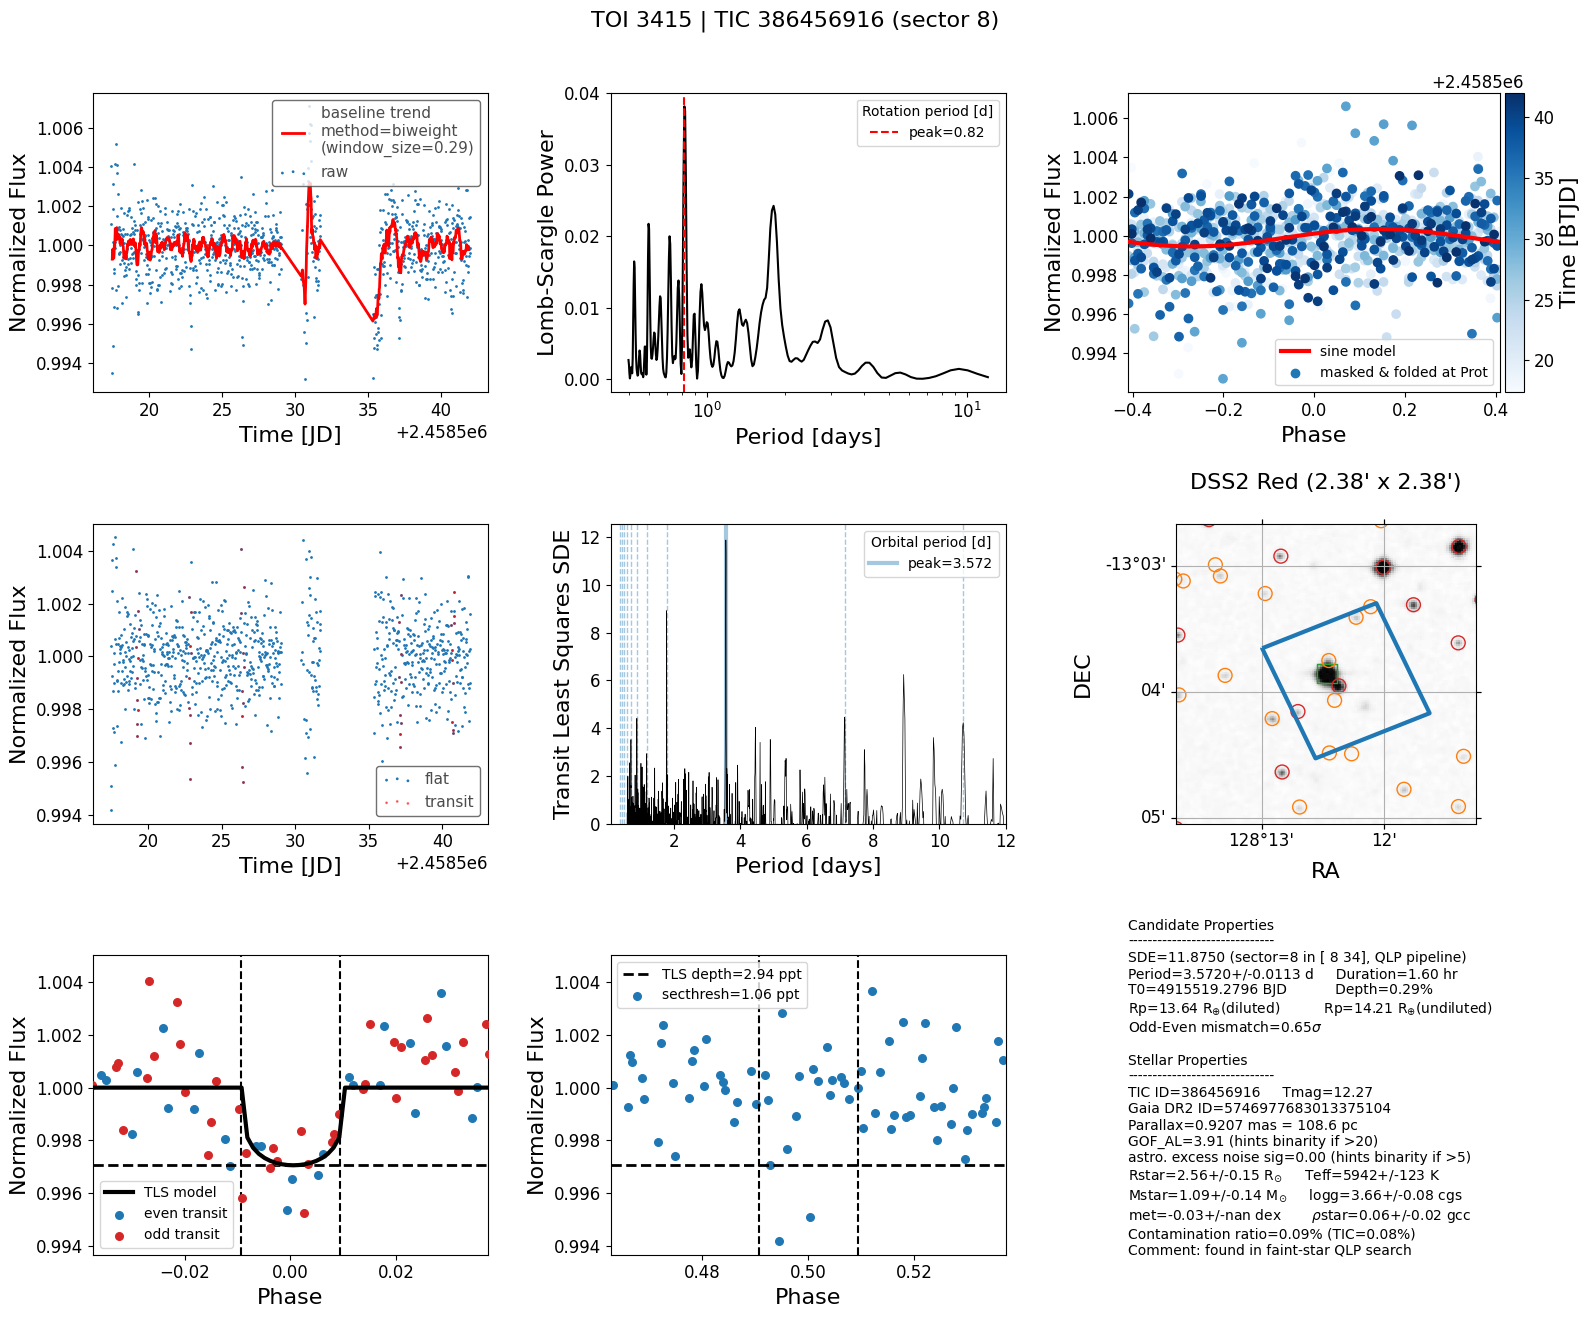 TOI 3415 | TIC 386456916 (sector 8)
Normalized Flux
1.006
1.004
1.002
1.000
0.998
0.996
0.994
baseline trend
method=biweight
(window_size=0.29)
raw
20 25 30 35 40
Time [JD]
+2.4585e6
Lomb-Scargle Power
0.04
0.03
0.02
0.01
0.00
Rotation period [d]
peak=0.82
10⁰ 10¹
Period [days]
+2.4585e6
Normalized Flux
1.006
1.004
1.002
1.000
0.998
0.996
0.994
sine model
masked & folded at Prot
−0.4 −0.2 0.0 0.2 0.4
Phase
40
35
30
25
20
Time [BTJD]
Normalized Flux
1.004
1.002
1.000
0.998
0.996
0.994
flat
transit
20 25 30 35 40
Time [JD]
+2.4585e6
Transit Least Squares SDE
12
10
8
6
4
2
0
Orbital period [d]
peak=3.572
2 4 6 8 10 12
Period [days]
DSS2 Red (2.38' x 2.38')
DEC
-13°03'
04'
05'
128°13' 12'
RA
Normalized Flux
1.004
1.002
1.000
0.998
0.996
0.994
TLS model
even transit
odd transit
−0.02 0.00 0.02
Phase
Normalized Flux
1.004
1.002
1.000
0.998
0.996
0.994
TLS depth=2.94 ppt
secthresh=1.06 ppt
0.48 0.50 0.52
Phase
Candidate Properties
------------------------------
SDE=11.8750 (sector=8 in [ 8 34], QLP pipeline)
Period=3.5720+/-0.0113 d Duration=1.60 hr
T0=4915519.2796 BJD Depth=0.29%
Rp=13.64 R⊕(diluted) Rp=14.21 R⊕(undiluted)
Odd-Even mismatch=0.65σ
Stellar Properties
------------------------------
TIC ID=386456916 Tmag=12.27
Gaia DR2 ID=5746977683013375104
Parallax=0.9207 mas = 108.6 pc
GOF_AL=3.91 (hints binarity if >20)
astro. excess noise sig=0.00 (hints binarity if >5)
Rstar=2.56+/-0.15 R⊙ Teff=5942+/-123 K
Mstar=1.09+/-0.14 M⊙ logg=3.66+/-0.08 cgs
met=-0.03+/-nan dex ρstar=0.06+/-0.02 gcc
Contamination ratio=0.09% (TIC=0.08%)
Comment: found in faint-star QLP search